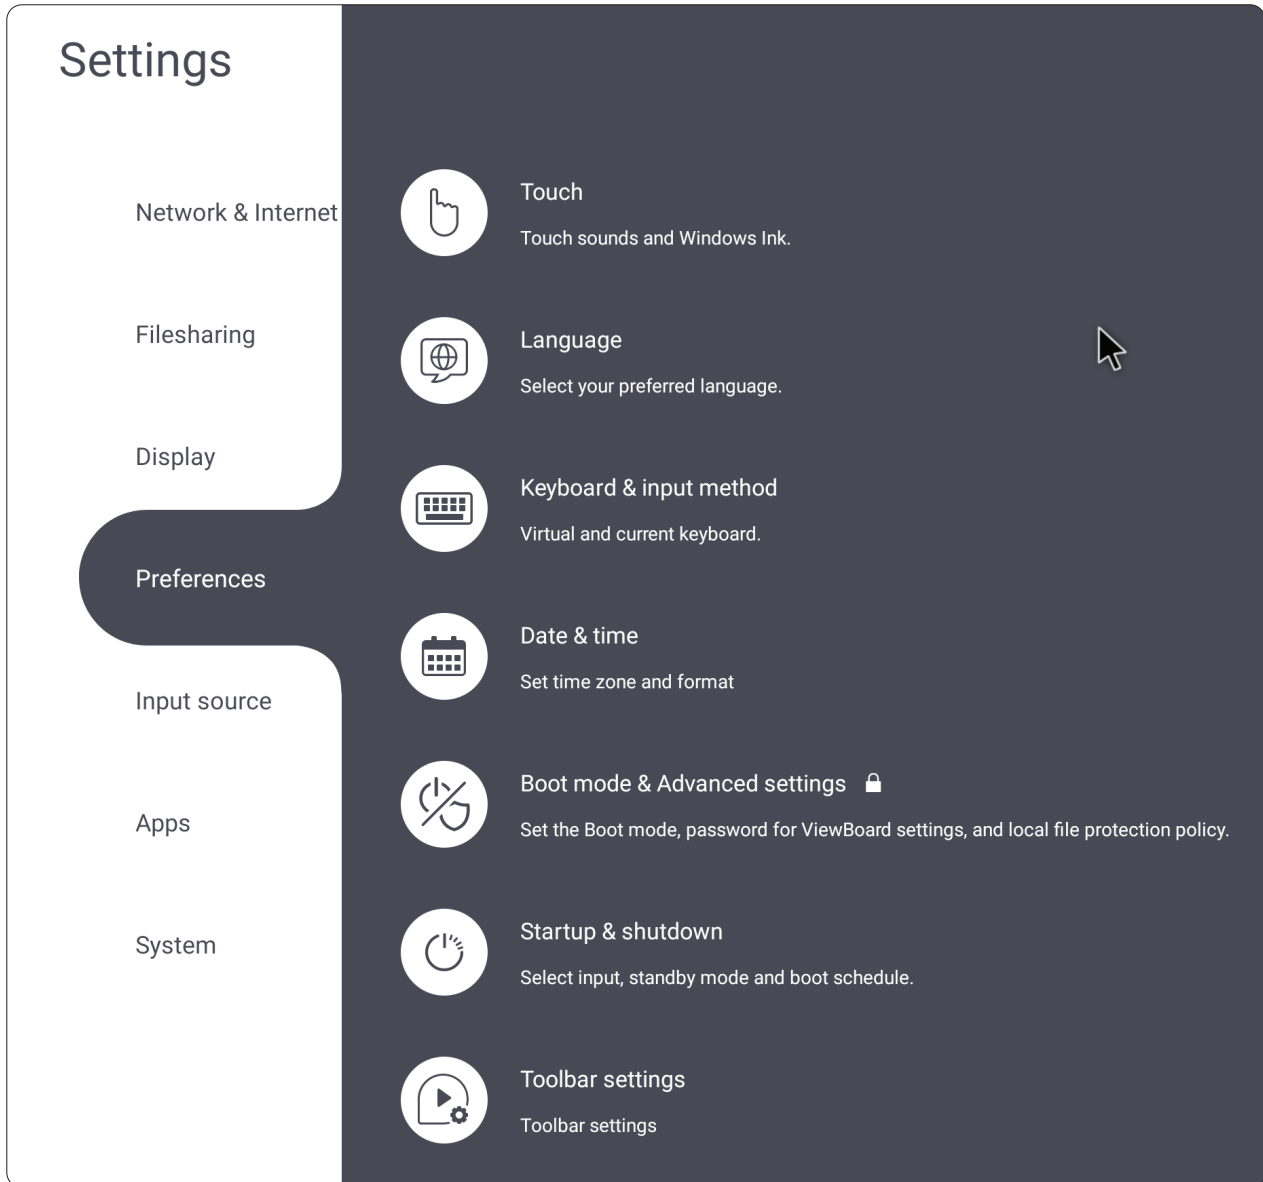 Settings
Network & Internet
Filesharing
Display
Preferences
Input source
Apps
System
Touch
Touch sounds and Windows Ink.
Language
Select your preferred language.
Keyboard & input method
Virtual and current keyboard.
Date & time
Set time zone and format
Boot mode & Advanced settings
Set the Boot mode, password for ViewBoard settings, and local file protection policy.
Startup & shutdown
Select input, standby mode and boot schedule.
Toolbar settings
Toolbar settings